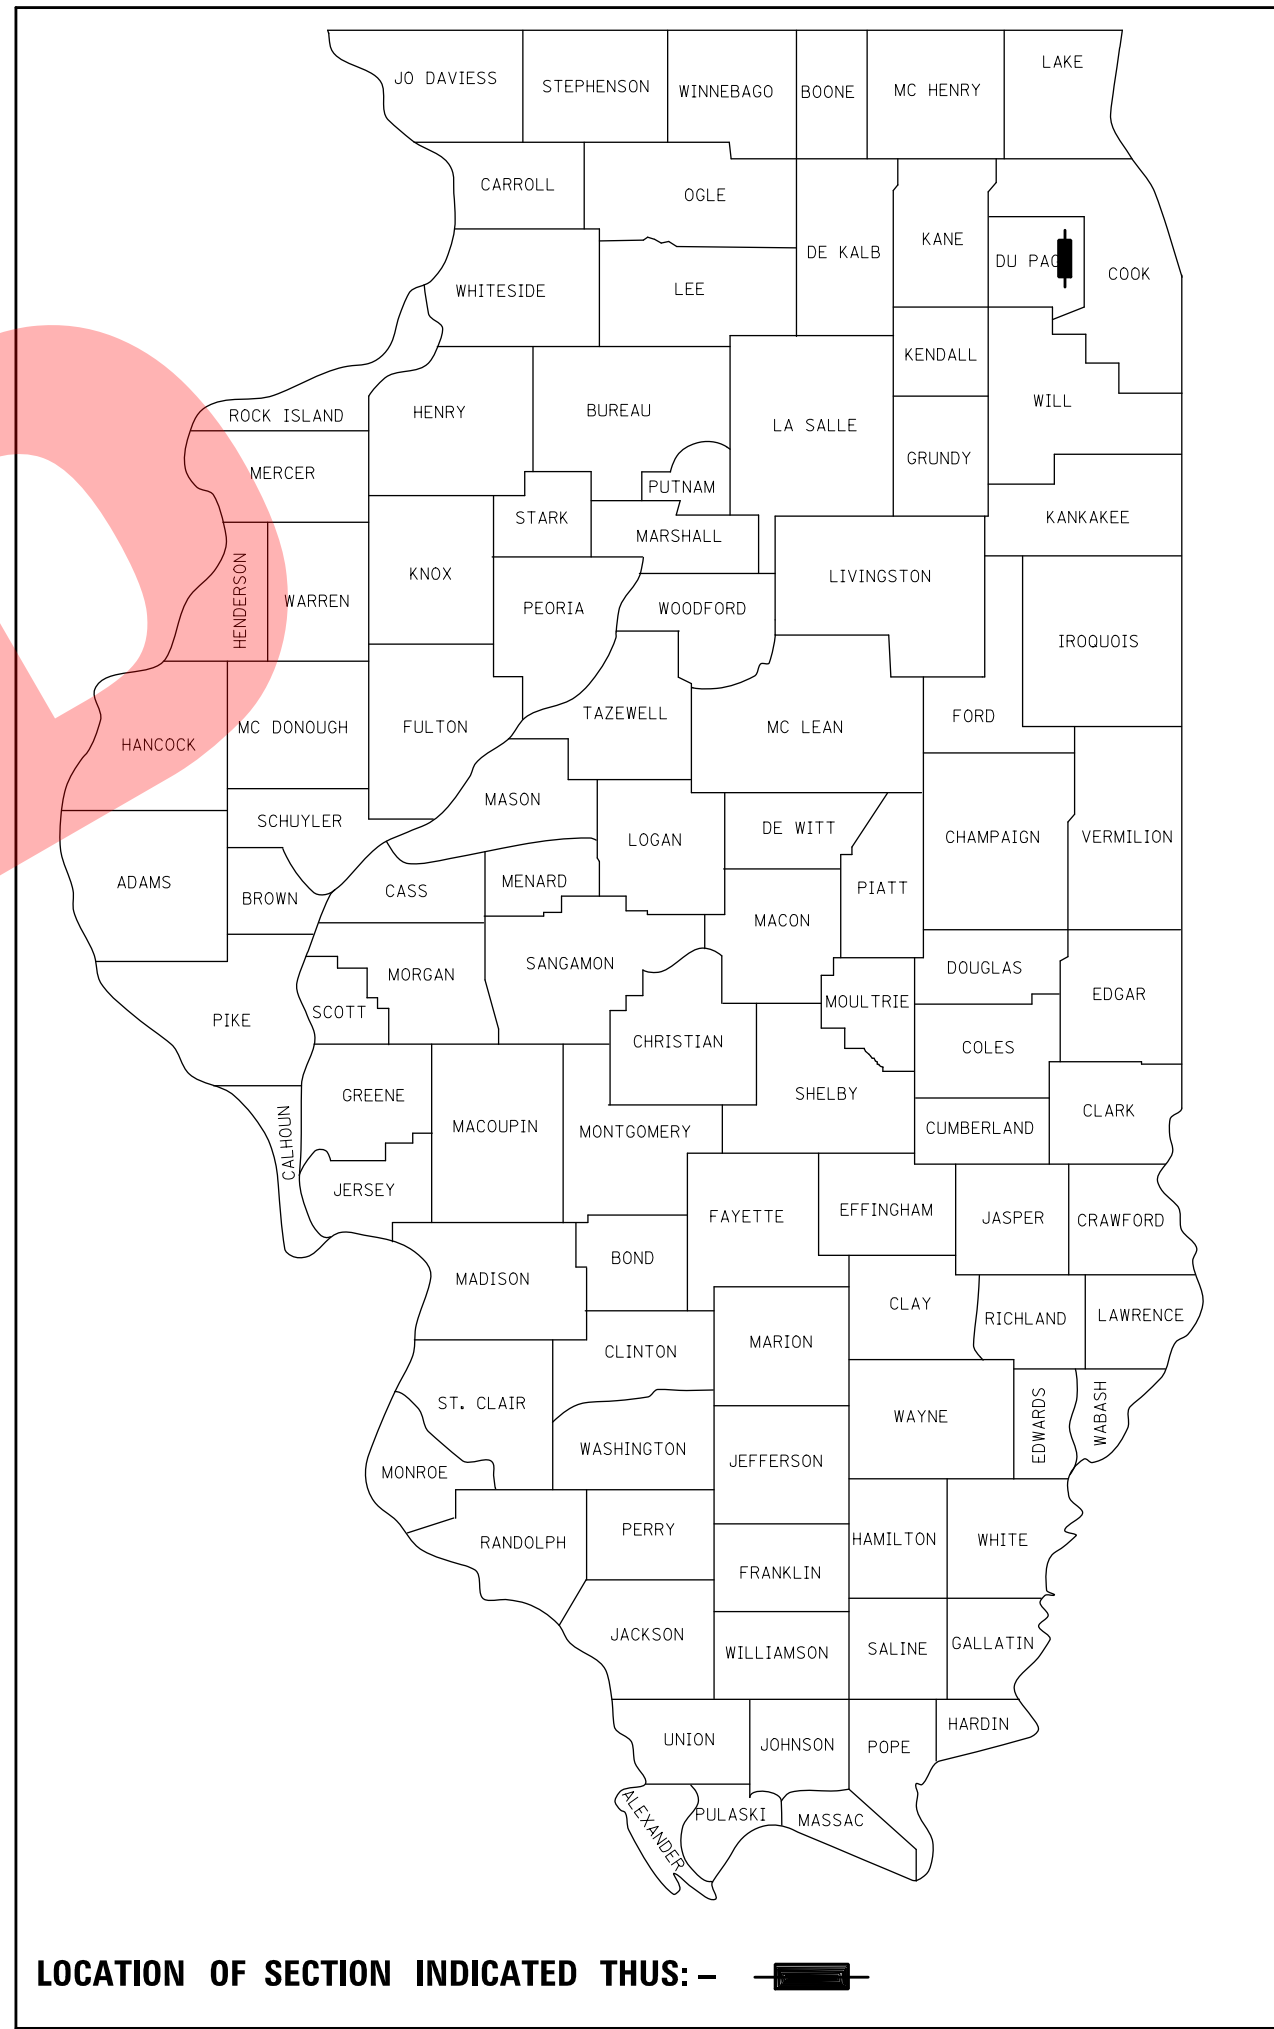 LAKE
JO DAVIESS
STEPHENSON
WINNEBAGO
BOONE
MC HENRY
CARROLL
OGLE
DE KALB
KANE
DU PAG
COOK
WHITESIDE
LEE
KENDALL
ROCK ISLAND
HENRY
BUREAU
LA SALLE
WILL
MERCER
PUTNAM
GRUNDY
STARK
MARSHALL
KANKAKEE
HENDERSON
WARREN
KNOX
PEORIA
WOODFORD
LIVINGSTON
IROQUOIS
HANCOCK
MC DONOUGH
FULTON
TAZEWELL
MC LEAN
FORD
SCHUYLER
MASON
LOGAN
DE WITT
CHAMPAIGN
VERMILION
ADAMS
BROWN
CASS
MENARD
PIATT
MACON
PIKE
SCOTT
MORGAN
SANGAMON
CHRISTIAN
MOULTRIE
DOUGLAS
EDGAR
COLES
CALHOUN
GREENE
MACOUPIN
MONTGOMERY
SHELBY
CUMBERLAND
CLARK
JERSEY
FAYETTE
EFFINGHAM
JASPER
CRAWFORD
MADISON
BOND
CLAY
RICHLAND
LAWRENCE
CLINTON
MARION
ST. CLAIR
WAYNE
EDWARDS
WABASH
MONROE
WASHINGTON
JEFFERSON
RANDOLPH
PERRY
HAMILTON
WHITE
FRANKLIN
JACKSON
WILLIAMSON
SALINE
GALLATIN
UNION
JOHNSON
POPE
HARDIN
ALEXANDER
PULASKI
MASSAC
LOCATION OF SECTION INDICATED THUS: –